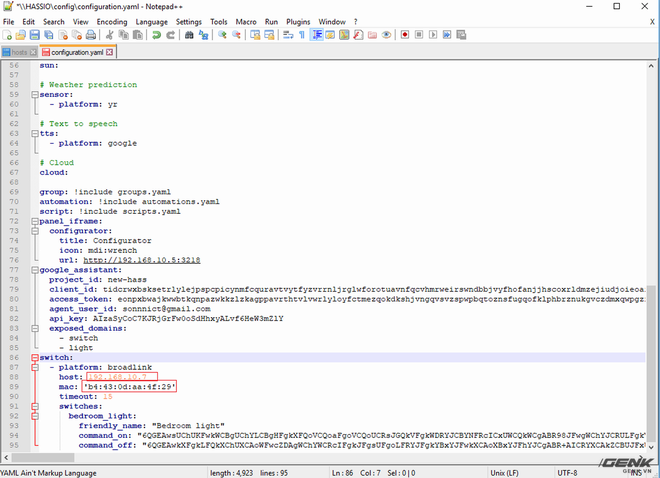 *\\HASSIO\config\configuration.yaml - Notepad++
File Edit Search View Encoding Language Settings Tools Macro Run Plugins Window ? X
hosts configuration.yaml
56 sun:
57
58 # Weather prediction
59 sensor:
60 - platform: yr
61
62 # Text to speech
63 tts:
64 - platform: google
65
66 # Cloud
67 cloud:
68
69 group: !include groups.yaml
70 automation: !include automations.yaml
71 script: !include scripts.yaml
72 panel_iframe:
73 configurator:
74 title: Configurator
75 icon: mdi:wrench
76 url: http://192.168.10.5:3218
77 google_assistant:
78 project_id: new-hass
79 client_id:
80 access_token:
81 agent_user_id: sonnnict@gmail.com
82 api_key:
83 exposed_domains:
84 - switch
85 - light
86 switch:
87 - platform: broadlink
88 host: 192.168.10.7
89 mac: 'b4:43:0d:aa:4f:29'
90 timeout: 15
91 switches:
92 bedroom_light:
93 friendly_name: "Bedroom light"
94 command_on:
95 command_off:
YAML Ain't Markup Language length : 4,923 lines : 95 Ln : 86 Col : 7 Sel : 0 | 0 Unix (LF) UTF-8 INS
GENK
GENK.VN